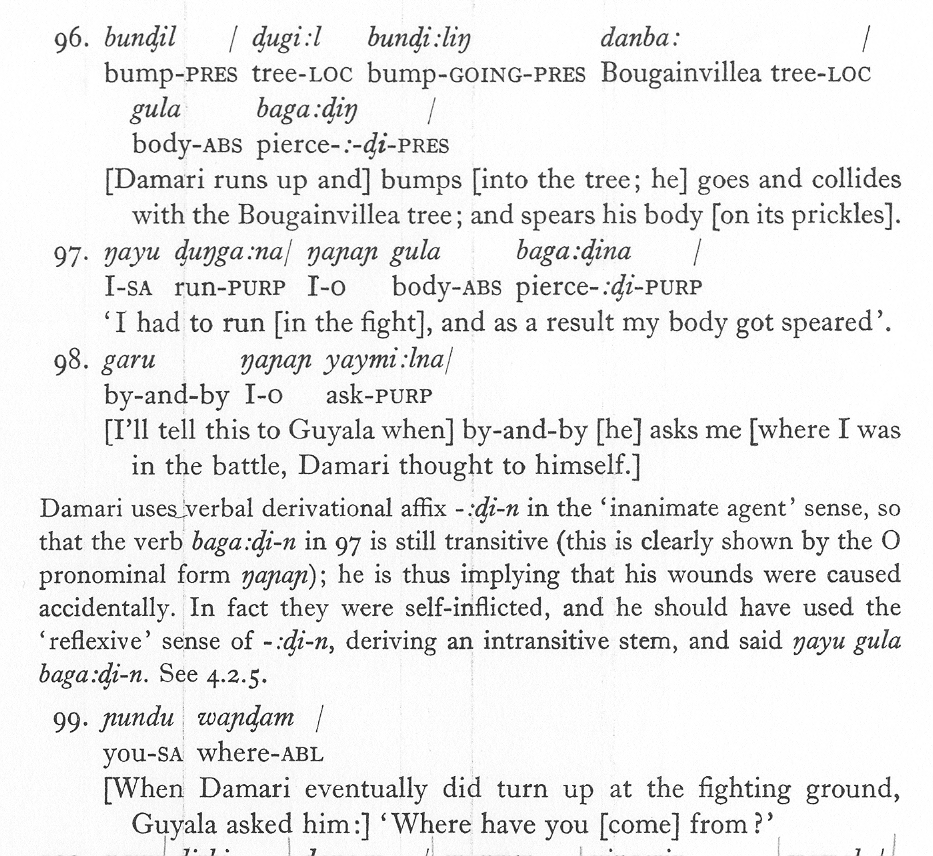 96. bunḍil / ḍugi:l bunḍi:liŋ danba: /
bump-PRES tree-LOC bump-GOING-PRES Bougainvillea tree-LOC
gula baga:ḍiŋ /
body-ABS pierce-:-ḍi-PRES
[Damari runs up and] bumps [into the tree; he] goes and collides
with the Bougainvillea tree; and spears his body [on its prickles].
97. ŋayu ḍuŋga:na/ ŋaɲaɲ gula baga:ḍina /
I-SA run-PURP I-O body-ABS pierce-:ḍi-PURP
‘I had to run [in the fight], and as a result my body got speared’.
98. garu ŋaɲaɲ yaymi:lna/
by-and-by I-O ask-PURP
[I’ll tell this to Guyala when] by-and-by [he] asks me [where I was
in the battle, Damari thought to himself.]
Damari uses verbal derivational affix -:ḍi-n in the ‘inanimate agent’ sense, so
that the verb baga:ḍi-n in 97 is still transitive (this is clearly shown by the O
pronominal form ŋaɲaɲ); he is thus implying that his wounds were caused
accidentally. In fact they were self-inflicted, and he should have used the
‘reflexive’ sense of -:ḍi-n, deriving an intransitive stem, and said ŋayu gula
baga:ḍi-n. See 4.2.5.
99. ɲundu waɲḍam /
you-SA where-ABL
[When Damari eventually did turn up at the fighting ground,
Guyala asked him:] ‘Where have you [come] from?’